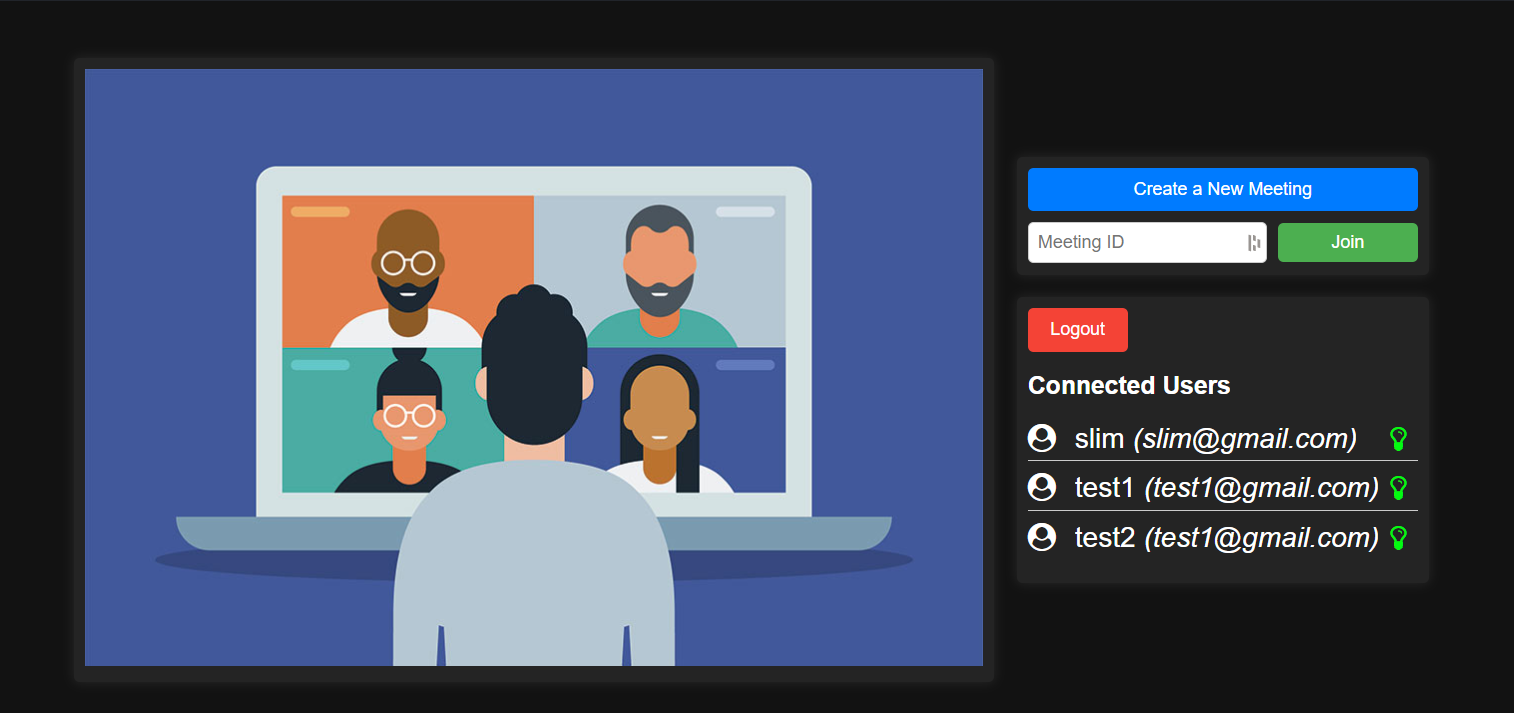 Create a New Meeting
Meeting ID
Join
Logout
Connected Users
slim (slim@gmail.com)
test1 (test1@gmail.com)
test2 (test1@gmail.com)